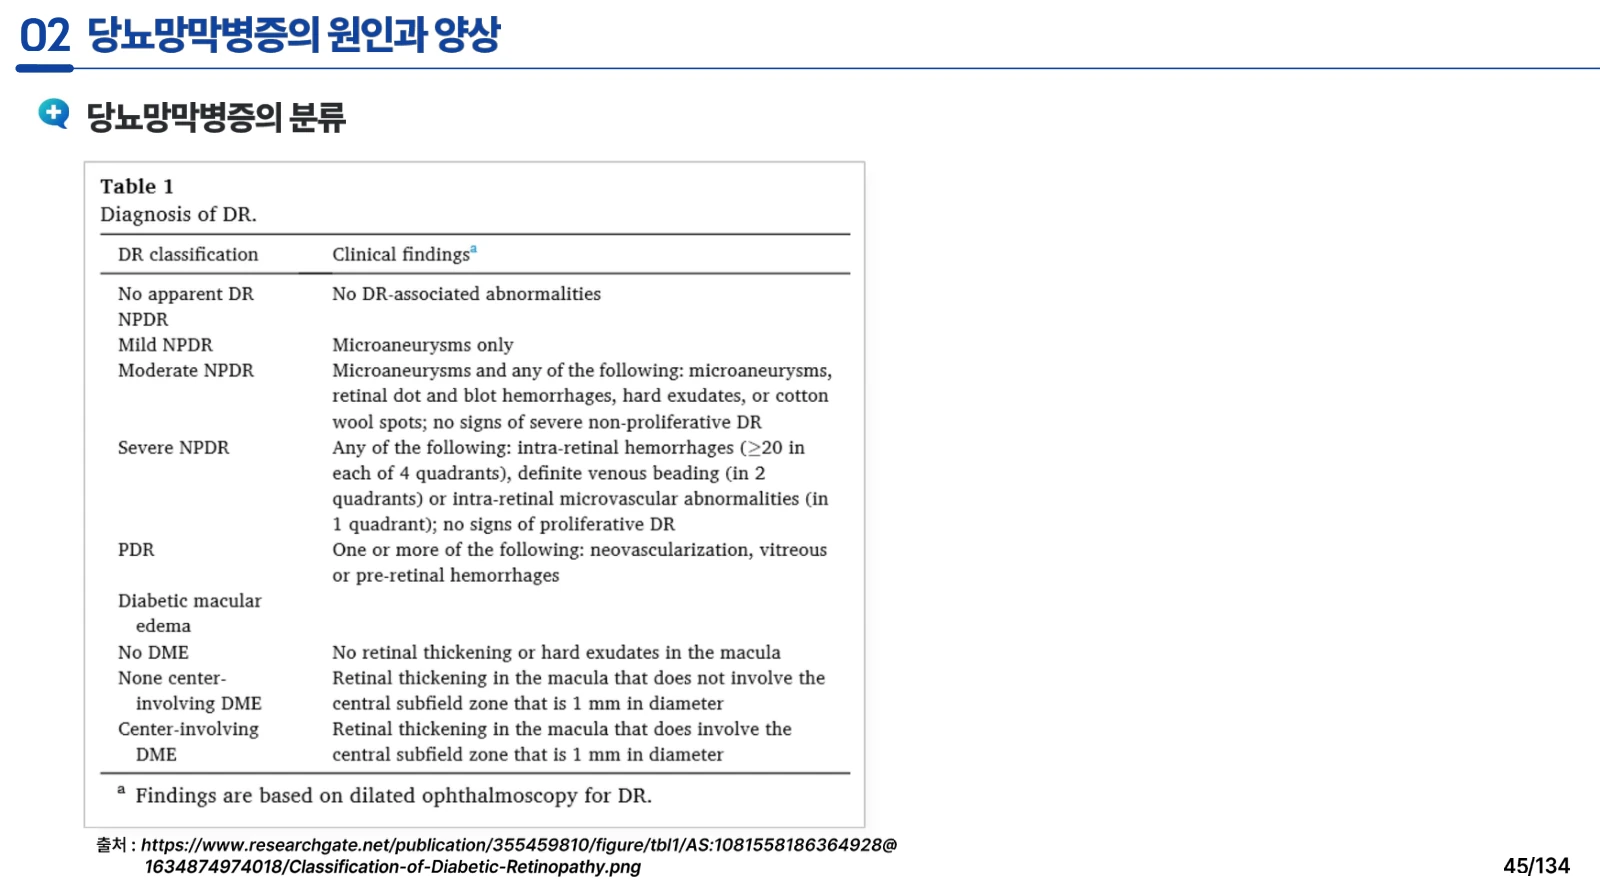 02 당뇨망막병증의 원인과 양상
당뇨망막병증의 분류
Table 1
Diagnosis of DR.
DR classification Clinical findingsª
No apparent DR No DR-associated abnormalities
NPDR
Mild NPDR Microaneurysms only
Moderate NPDR Microaneurysms and any of the following: microaneurysms,
retinal dot and blot hemorrhages, hard exudates, or cotton
wool spots; no signs of severe non-proliferative DR
Severe NPDR Any of the following: intra-retinal hemorrhages (≥20 in
each of 4 quadrants), definite venous beading (in 2
quadrants) or intra-retinal microvascular abnormalities (in
1 quadrant); no signs of proliferative DR
PDR One or more of the following: neovascularization, vitreous
or pre-retinal hemorrhages
Diabetic macular
edema
No DME No retinal thickening or hard exudates in the macula
None center- Retinal thickening in the macula that does not involve the
involving DME central subfield zone that is 1 mm in diameter
Center-involving Retinal thickening in the macula that does involve the
DME central subfield zone that is 1 mm in diameter
ª Findings are based on dilated ophthalmoscopy for DR.
출처 : https://www.researchgate.net/publication/355459810/figure/tbl1/AS:1081558186364928@
1634874974018/Classification-of-Diabetic-Retinopathy.png
45/134